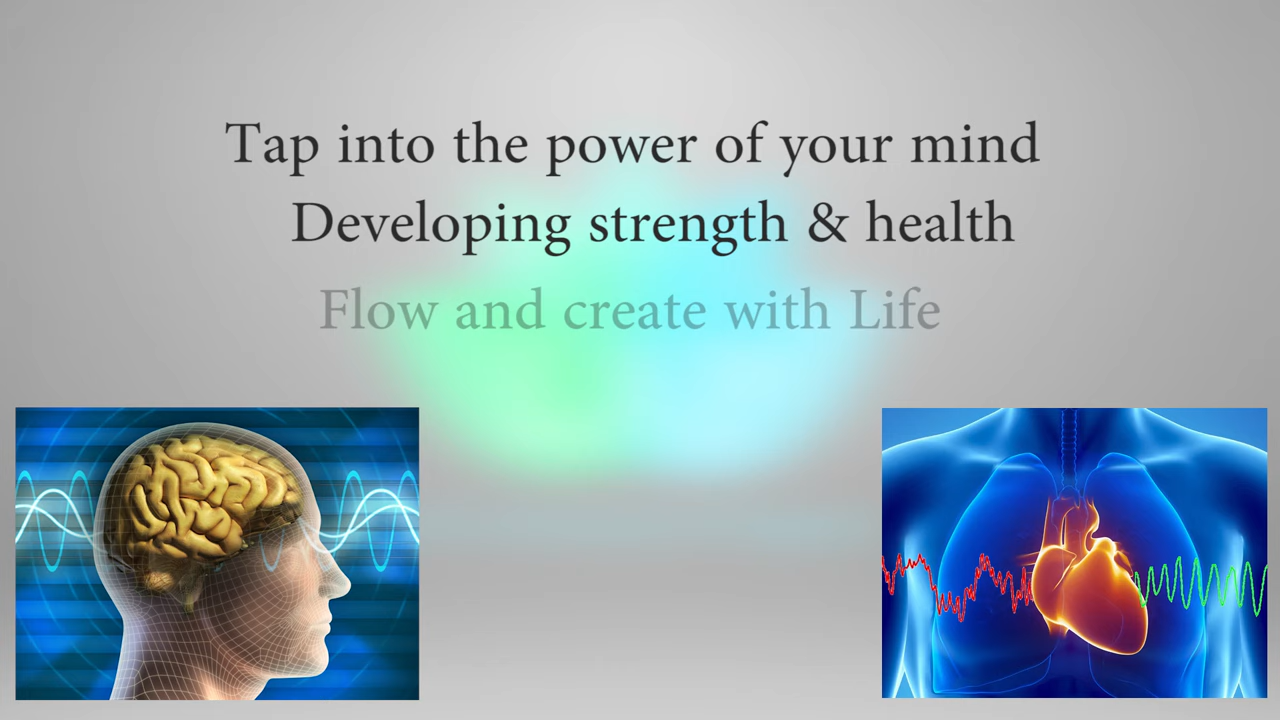 Tap into the power of your mind
Developing strength & health
Flow and create with Life